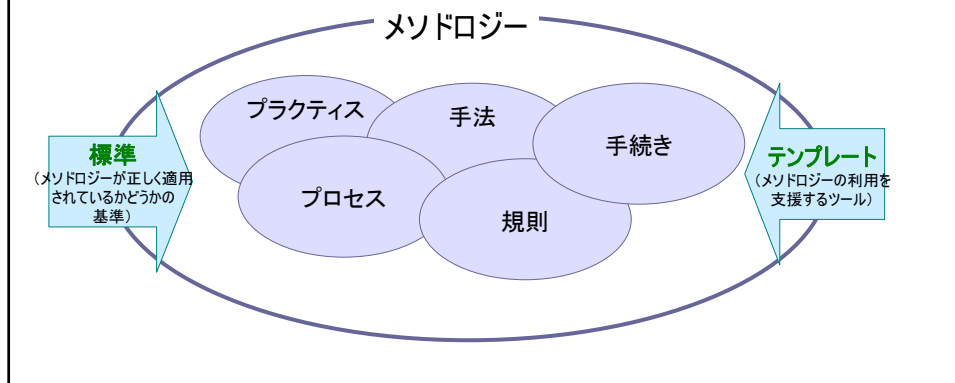 メソドロジー
プラクティス
手法
手続き
プロセス
規則
標準
（メソドロジーが正しく適用
されているかどうかの
基準）
テンプレート
（メソドロジーの利用を
支援するツール）